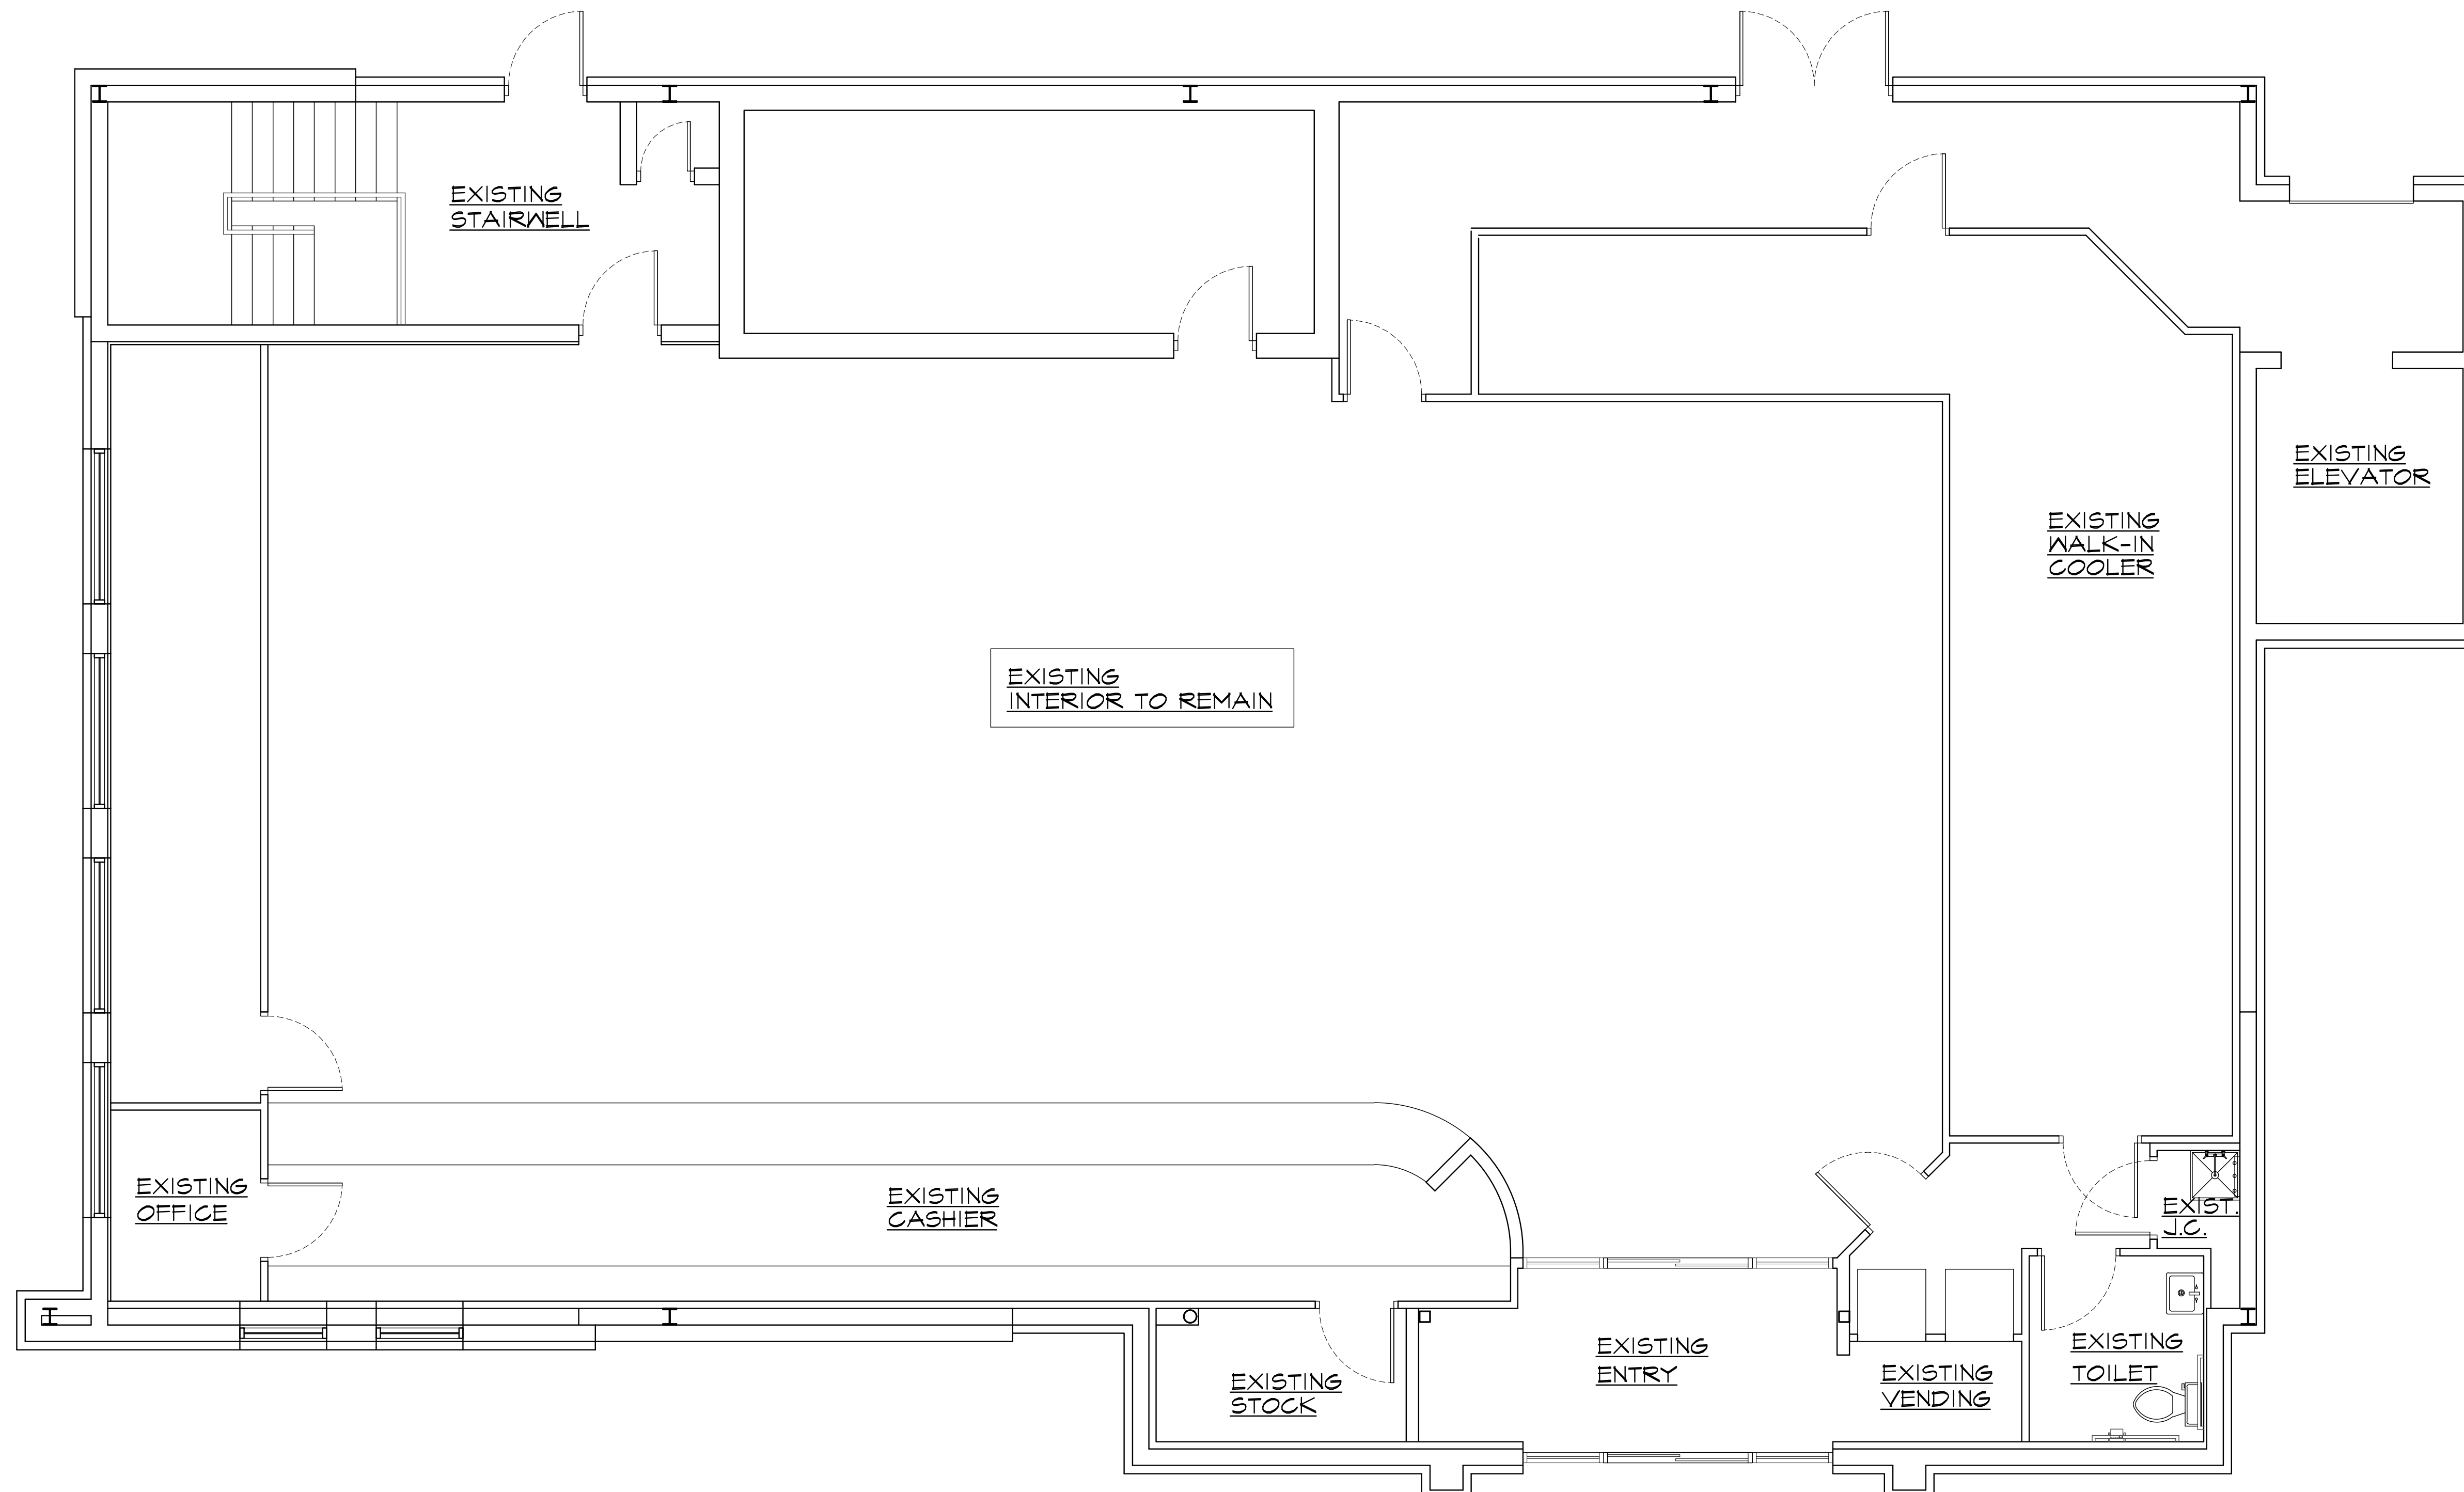 EXISTING
STAIRWELL
EXISTING
ELEVATOR
EXISTING
WALK-IN
COOLER
EXISTING
INTERIOR TO REMAIN
EXISTING
OFFICE
EXISTING
CASHIER
EXIST.
J.C.
EXISTING
STOCK
EXISTING
ENTRY
EXISTING
VENDING
EXISTING
TOILET